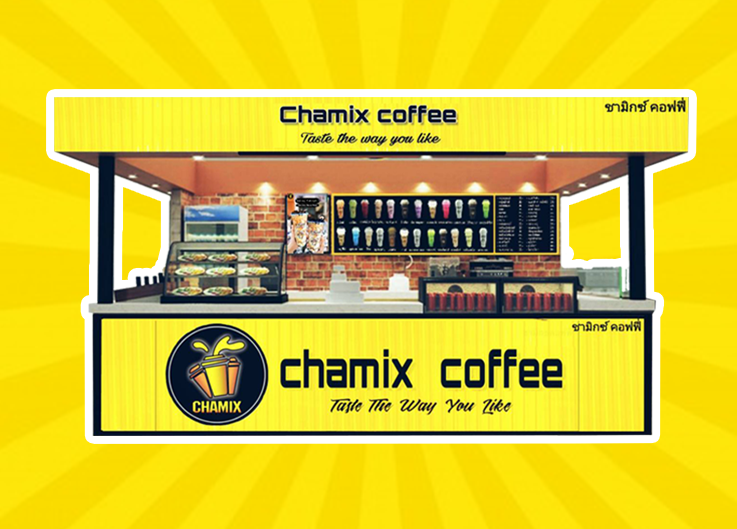 Chamix coffee
ชามิกซ์ คอฟฟี่
Taste the way you like
ชามิกซ์ คอฟฟี่
chamix coffee
CHAMIX
Taste The Way You Like